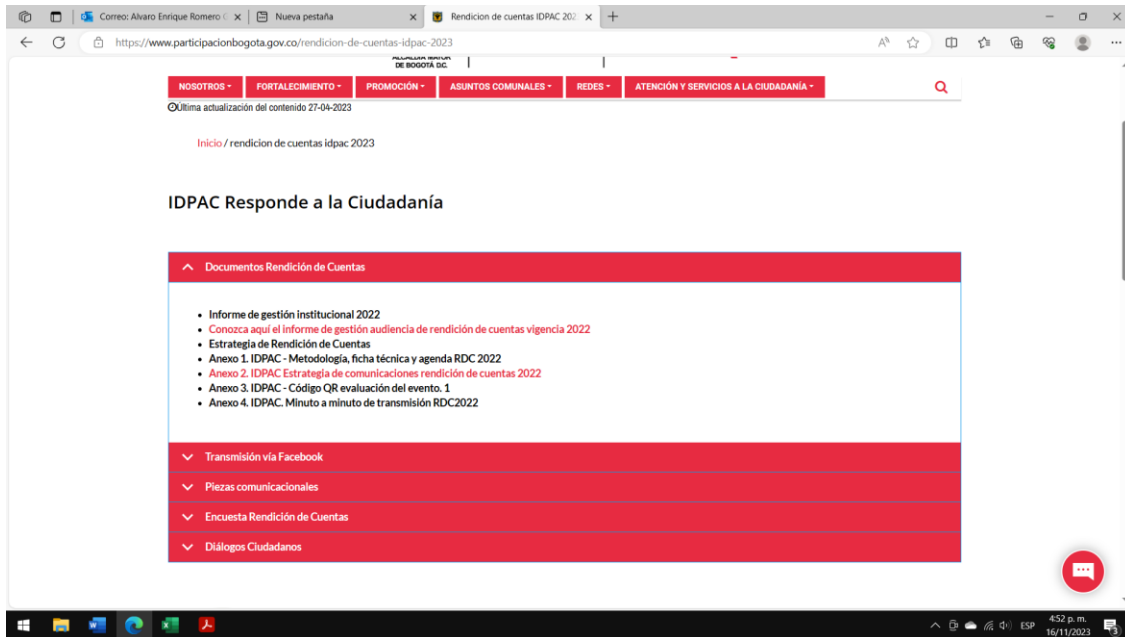 Correo: Alvaro Enrique Romero
Nueva pestaña
Rendicion de cuentas IDPAC 202
https://www.participacionbogota.gov.co/rendicion-de-cuentas-idpac-2023
ALCALDÍA MAYOR
DE BOGOTÁ D.C.
NOSOTROS
FORTALECIMIENTO
PROMOCIÓN
ASUNTOS COMUNALES
REDES
ATENCIÓN Y SERVICIOS A LA CIUDADANÍA
Última actualización del contenido 27-04-2023
Inicio / rendicion de cuentas idpac 2023
IDPAC Responde a la Ciudadanía
Documentos Rendición de Cuentas
• Informe de gestión institucional 2022
• Conozca aquí el informe de gestión audiencia de rendición de cuentas vigencia 2022
• Estrategia de Rendición de Cuentas
• Anexo 1. IDPAC - Metodología, ficha técnica y agenda RDC 2022
• Anexo 2. IDPAC Estrategia de comunicaciones rendición de cuentas 2022
• Anexo 3. IDPAC - Código QR evaluación del evento. 1
• Anexo 4. IDPAC. Minuto a minuto de transmisión RDC2022
Transmisión vía Facebook
Piezas comunicacionales
Encuesta Rendición de Cuentas
Diálogos Ciudadanos
ESP
4:52 p. m.
16/11/2023
3